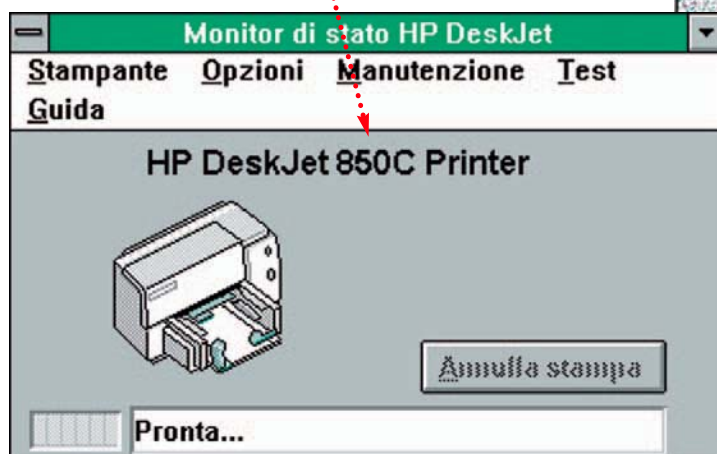 Monitor di stato HP DeskJet
Stampante Opzioni Manutenzione Test
Guida
HP DeskJet 850C Printer
Annulla stampa
Pronta...